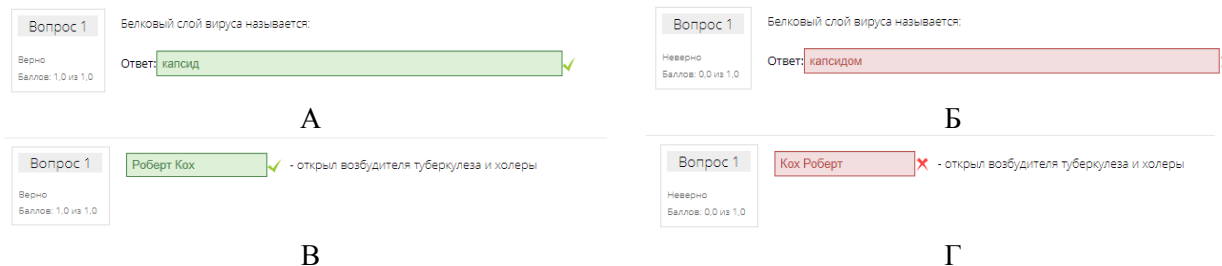 Вопрос 1
Верно
Баллов: 1,0 из 1,0
Белковый слой вируса называется:
Ответ: капсид
А
Вопрос 1
Неверно
Баллов: 0,0 из 1,0
Белковый слой вируса называется:
Ответ: капсидом
Б
Вопрос 1
Верно
Баллов: 1,0 из 1,0
Роберт Кох - открыл возбудителя туберкулеза и холеры
В
Вопрос 1
Неверно
Баллов: 0,0 из 1,0
Кох Роберт - открыл возбудителя туберкулеза и холеры
Г